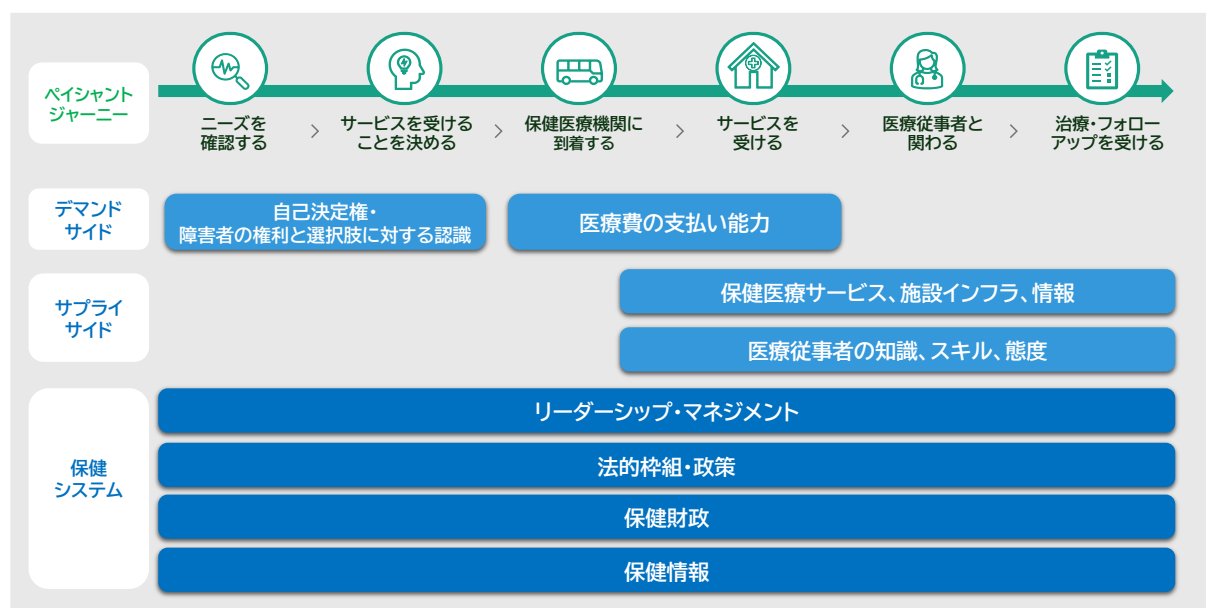 ペイシャント
ジャーニー
ニーズを
確認する
サービスを受ける
ことを決める
保健医療機関に
到着する
サービスを
受ける
医療従事者と
関わる
治療・フォロー
アップを受ける
デマンド
サイド
自己決定権・
障害者の権利と選択肢に対する認識
医療費の支払い能力
サプライ
サイド
保健医療サービス、施設インフラ、情報
医療従事者の知識、スキル、態度
保健
システム
リーダーシップ・マネジメント
法的枠組・政策
保健財政
保健情報